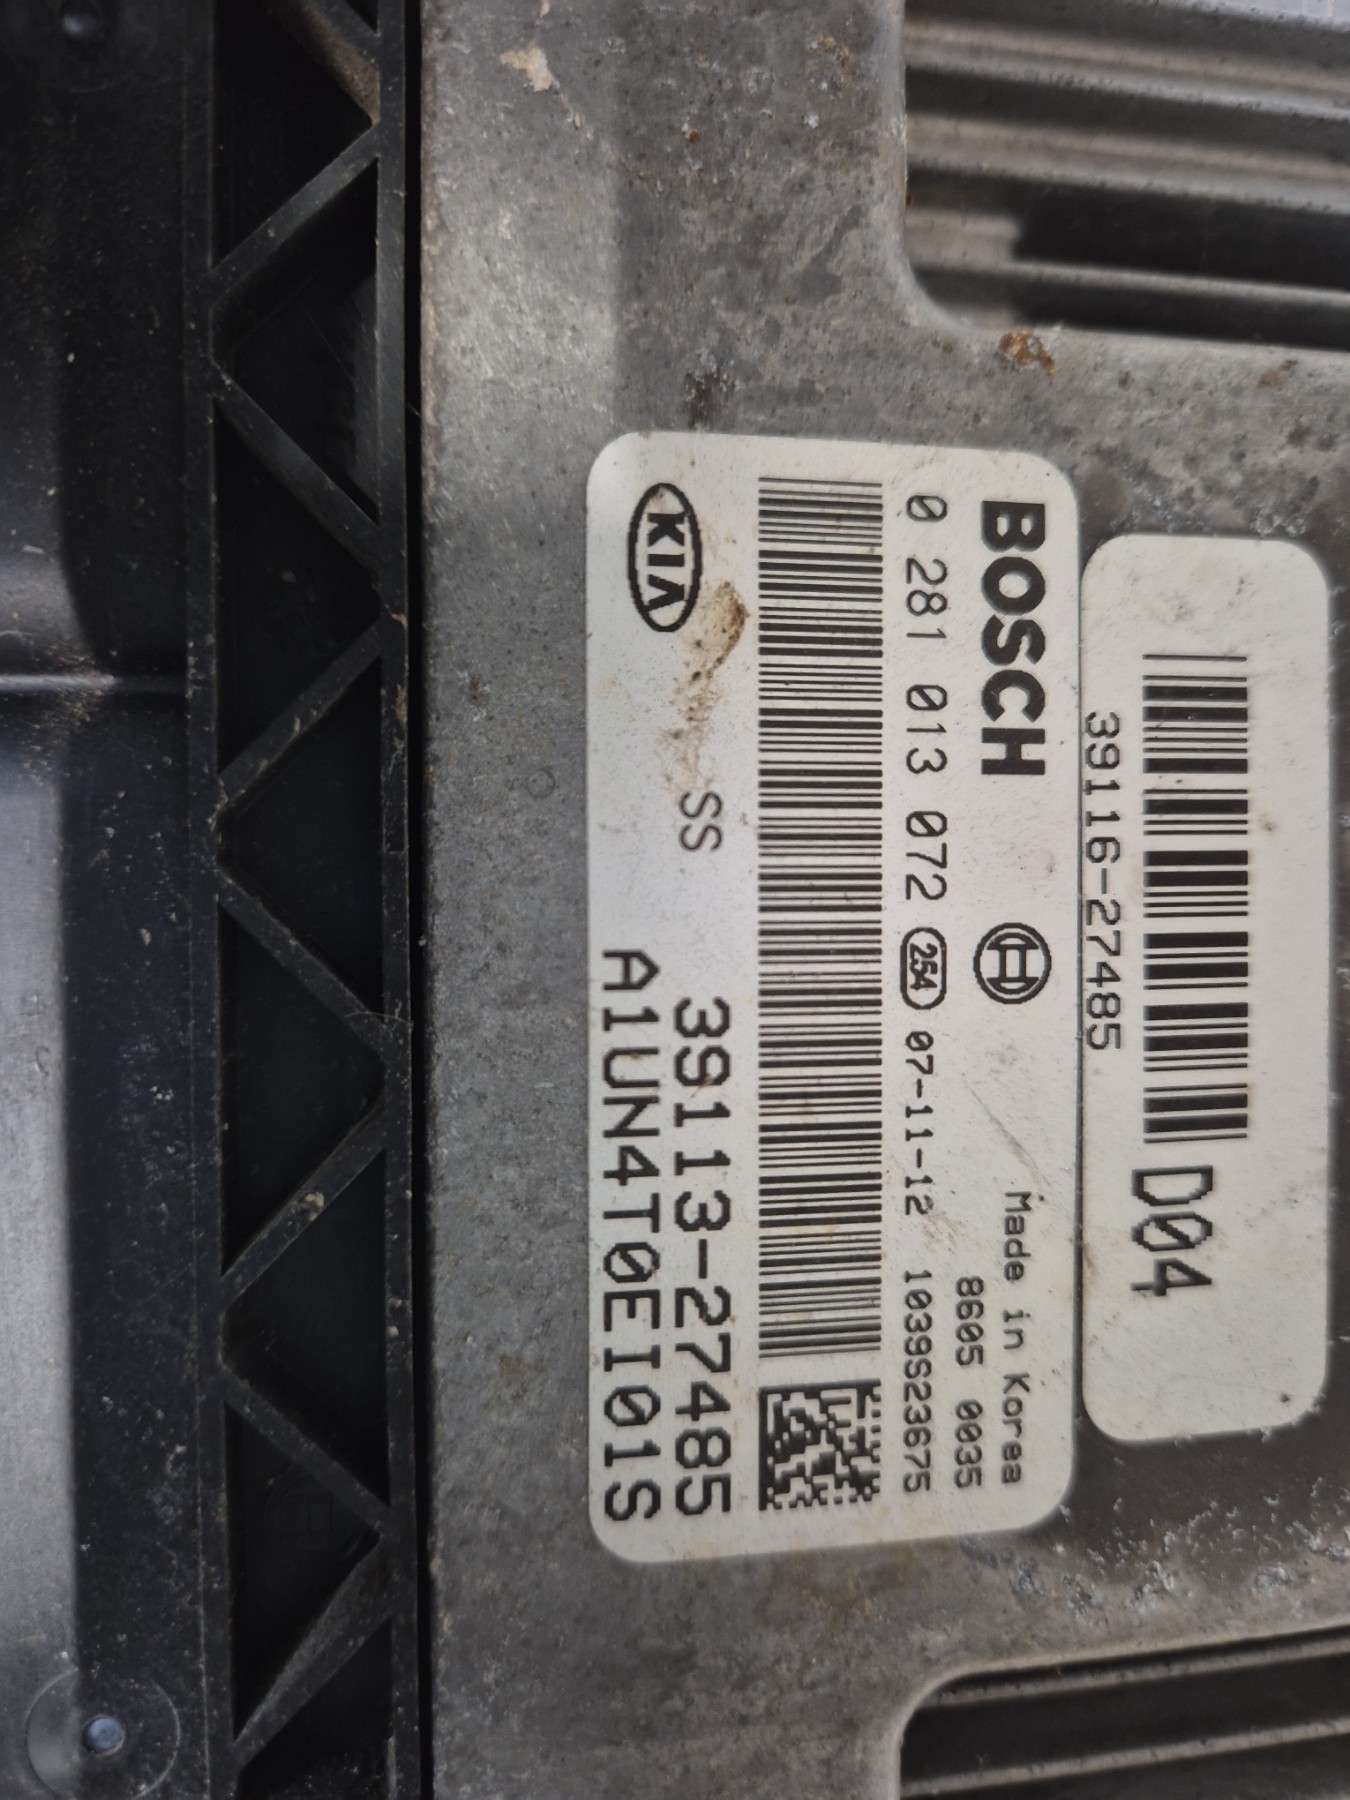 39116-27485
D04
BOSCH
Made in Korea
8605 0035
0 281 013 072 254 07-11-12 1039S23675
SS 39113-27485
KIA A1UN4T0EI01S